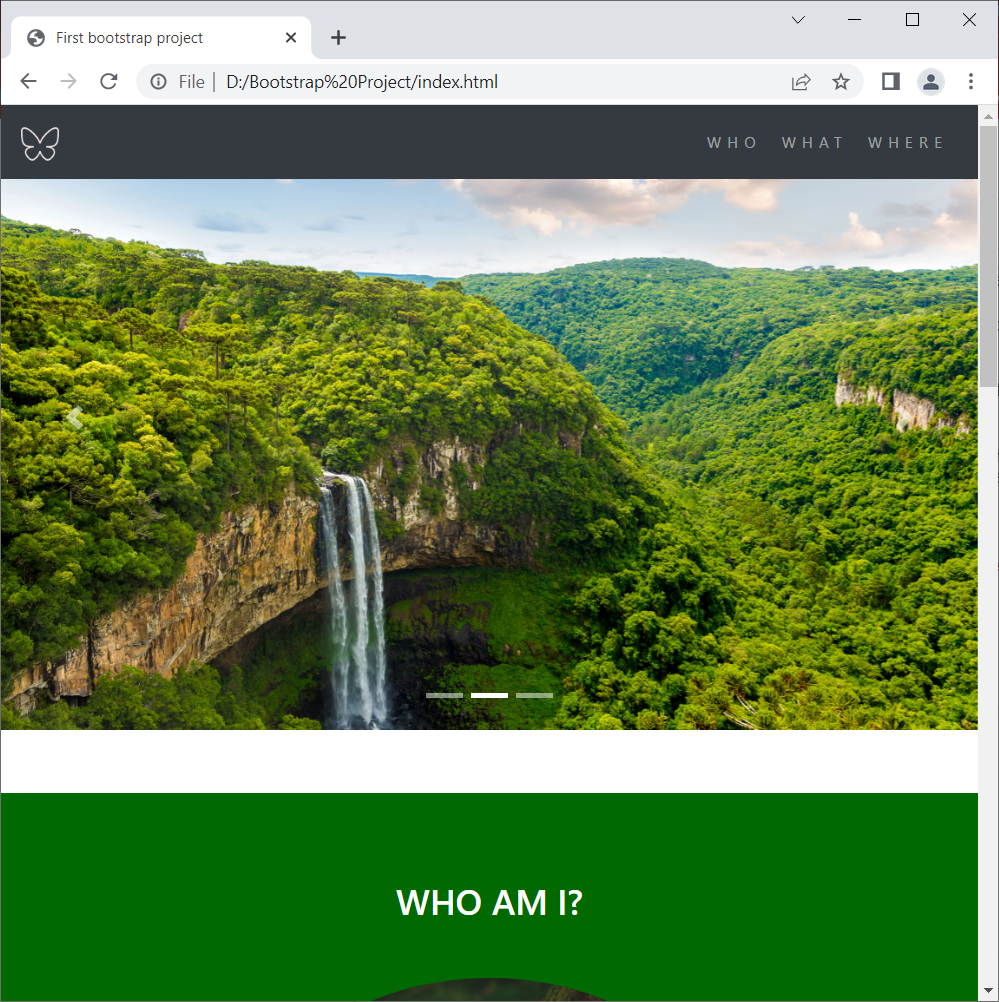 First bootstrap project
File | D:/Bootstrap%20Project/index.html
WHO WHAT WHERE
WHO AM I?